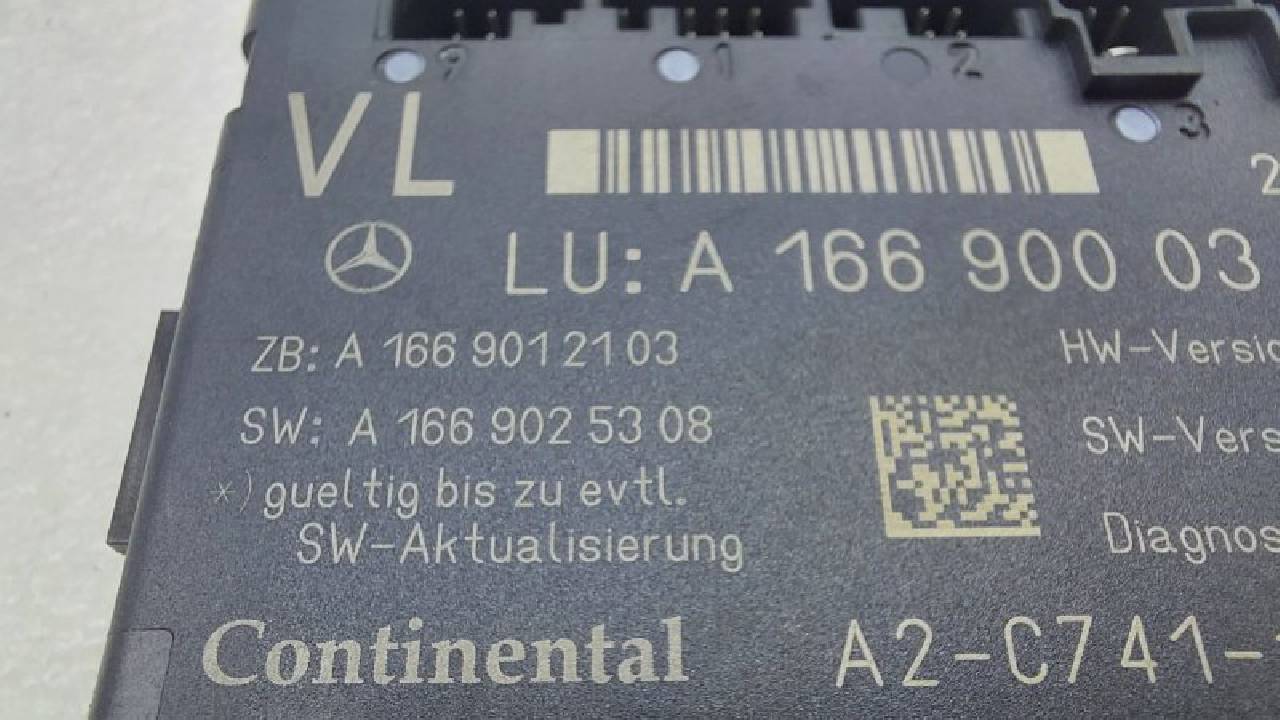 9 1 2 3
VL
2
LU: A 166 900 03
ZB: A 166 901 21 03
HW-Versio
SW: A 166 902 53 08
SW-Vers
*) gueltig bis zu evtl.
SW-Aktualisierung
Diagnos
Continental
A2-C741-